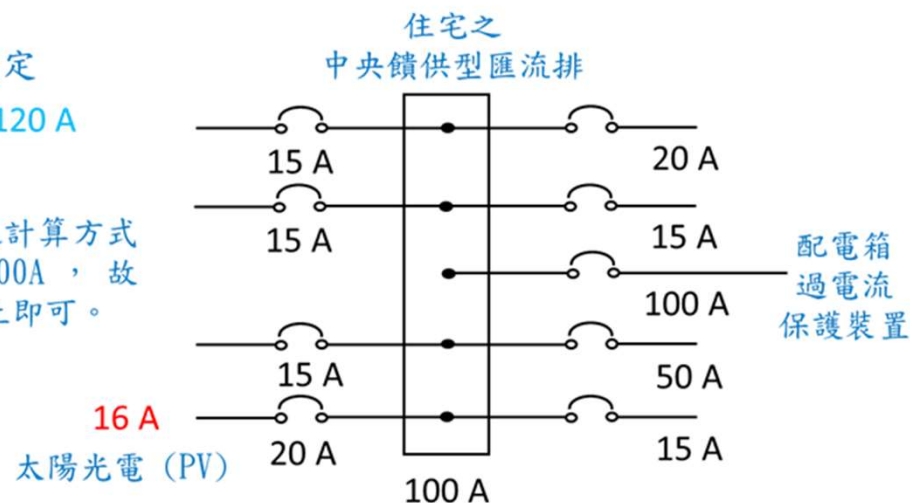 住宅之
中央饋供型匯流排
定
120 A
計算方式
00A ， 故
即可。
15 A
20 A
15 A
15 A
100 A
配電箱
過電流
保護裝置
15 A
50 A
16 A
20 A
15 A
太陽光電 (PV)
100 A